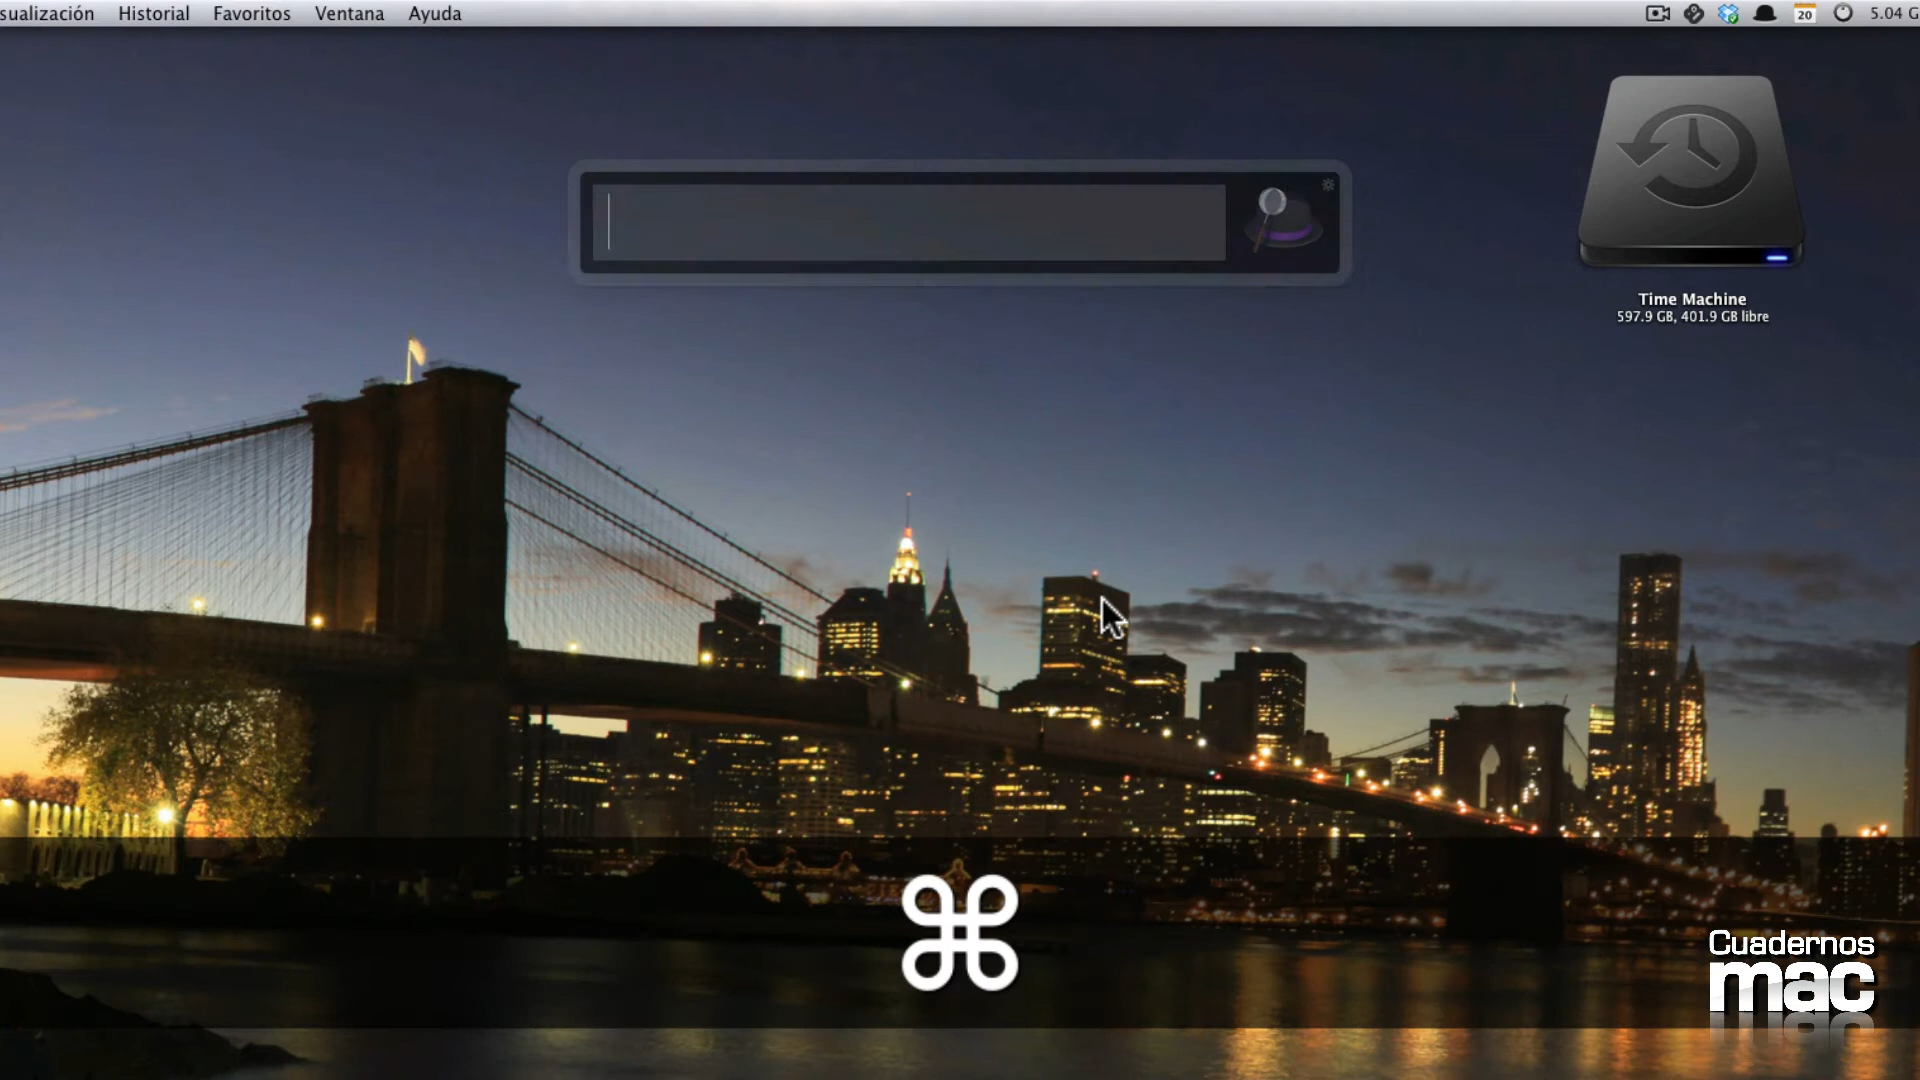 sualización Historial Favoritos Ventana Ayuda
20 5.04 G
Time Machine
597.9 GB, 401.9 GB libre
⌘
Cuadernos
mac